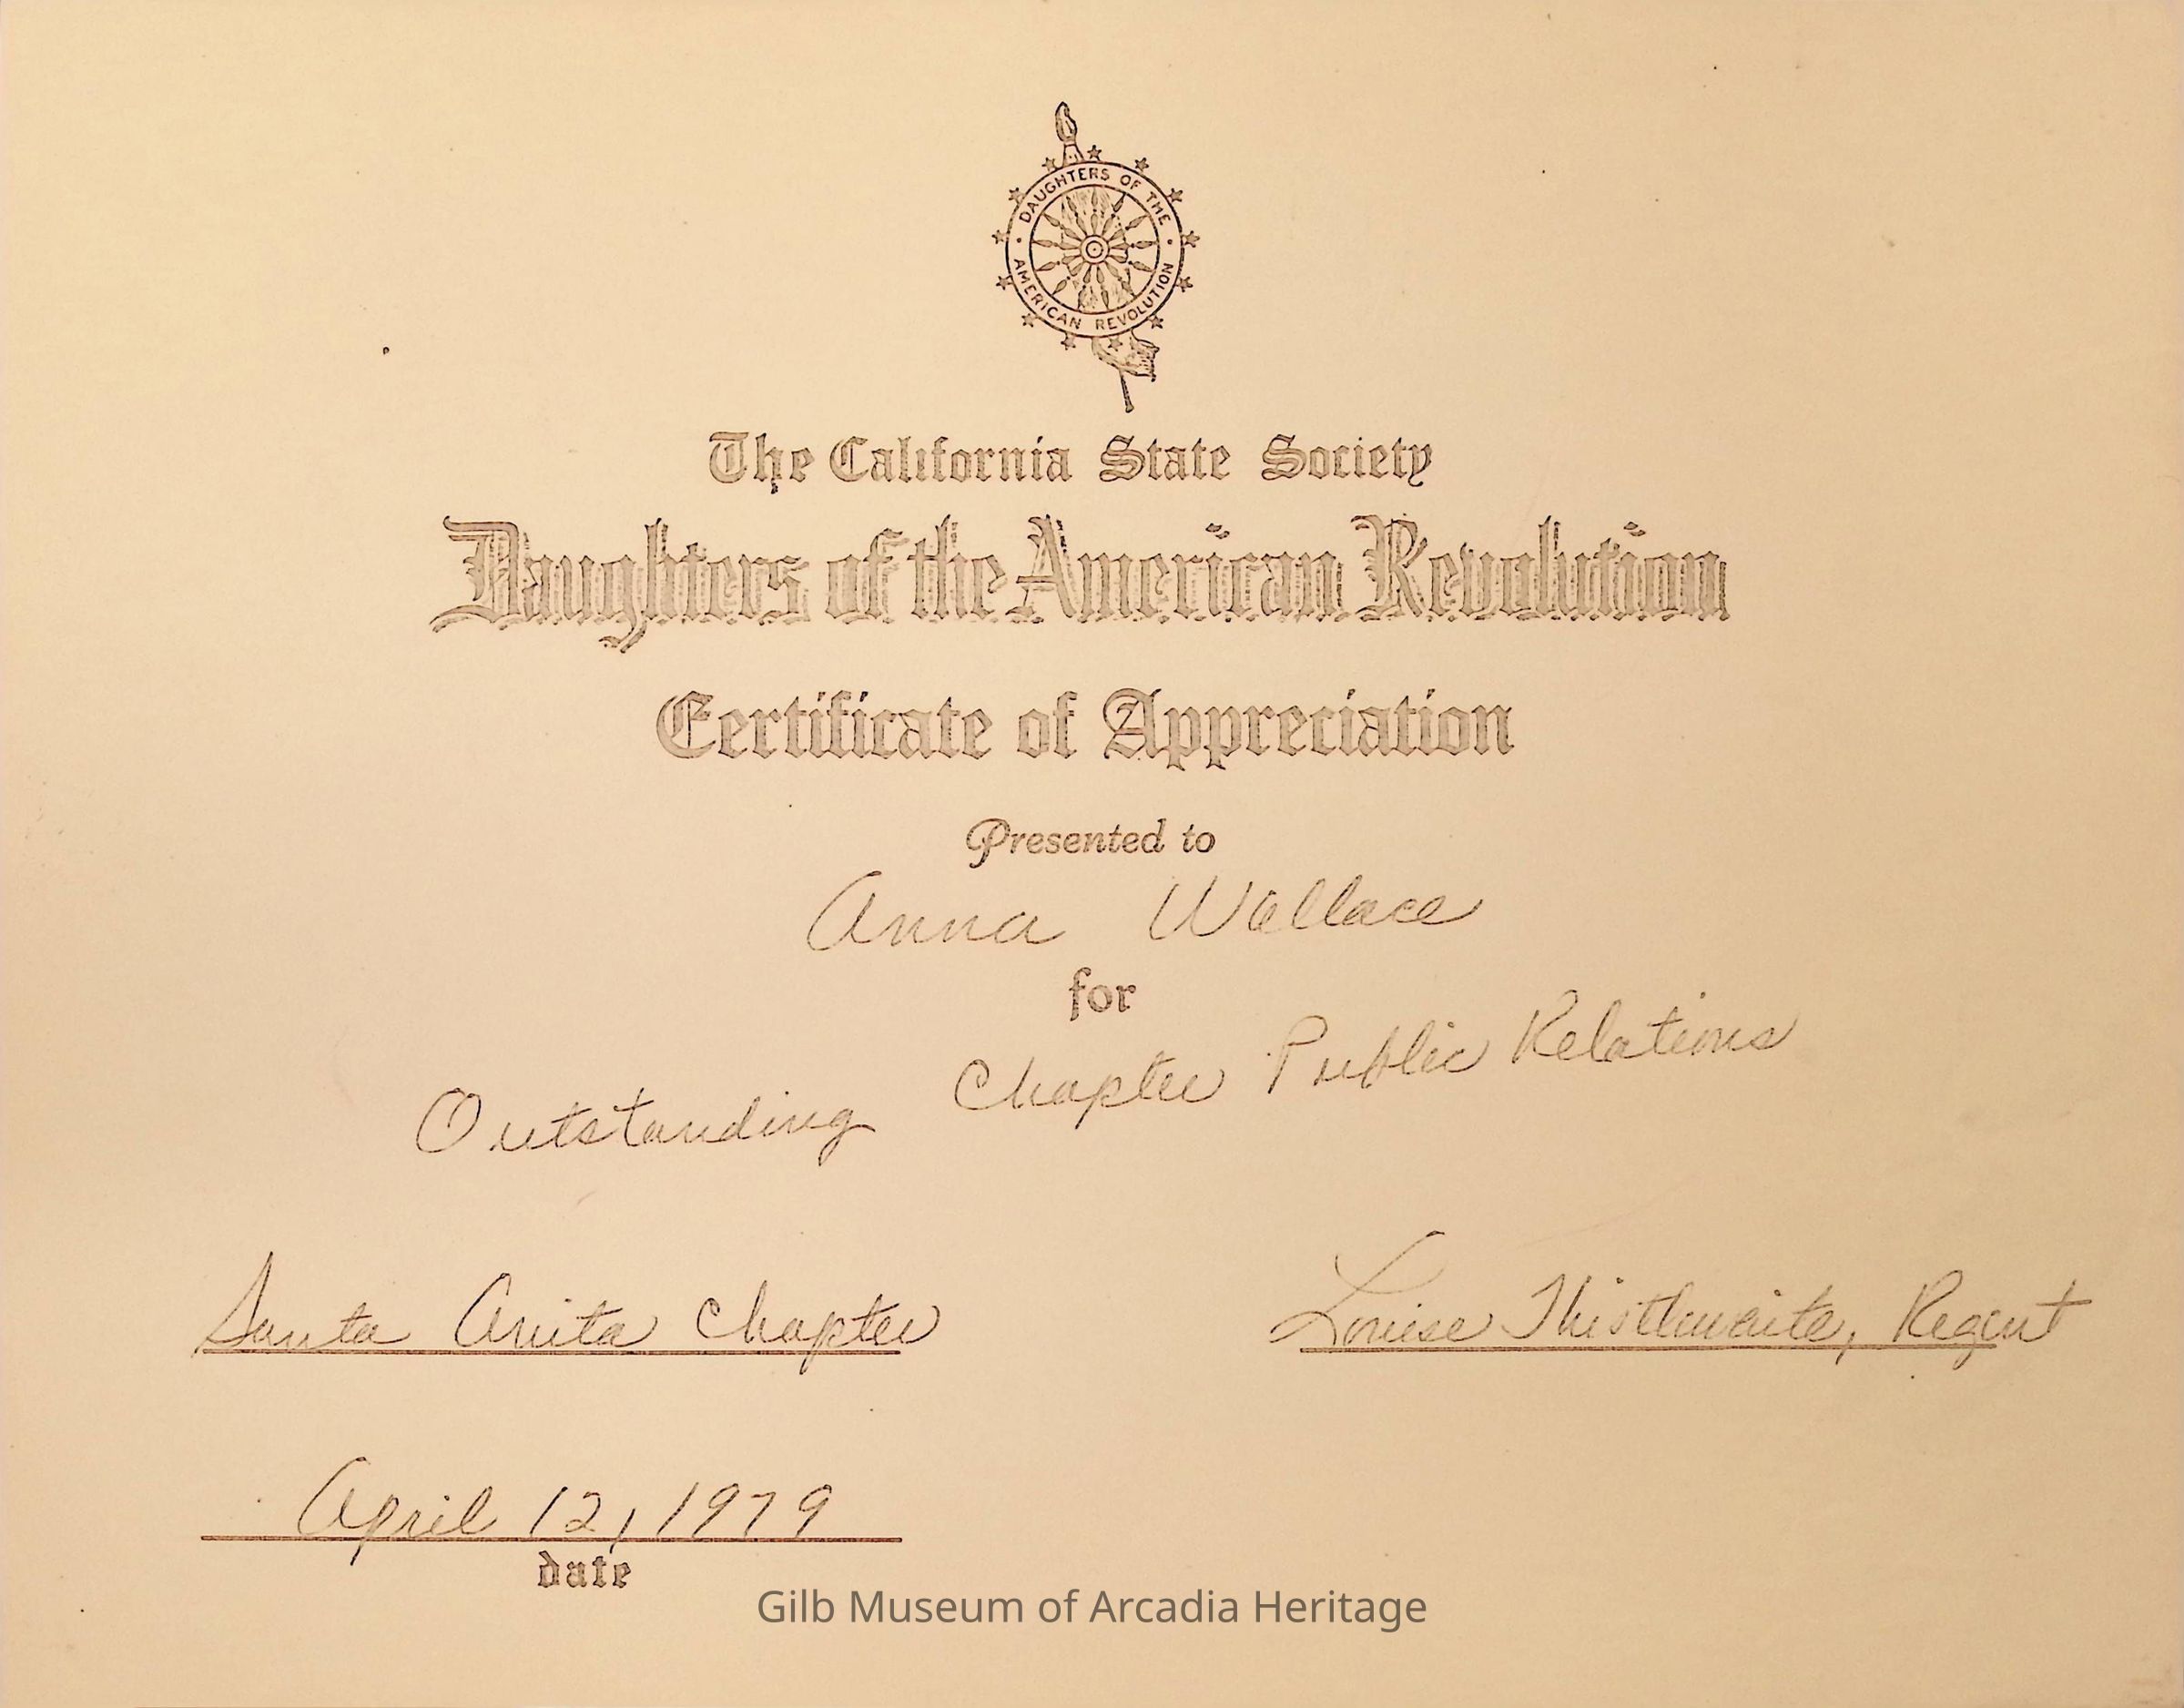 DAUGHTERS OF THE
AMERICAN REVOLUTION
The California State Society
Daughters of the American Revolution
Certificate of Appreciation
Presented to
Anna Wallace
for
Outstanding Chapter Public Relations
Santa Anita Chapter
Louise Thistlewaite, Regent
April 12, 1979
date
Gilb Museum of Arcadia Heritage